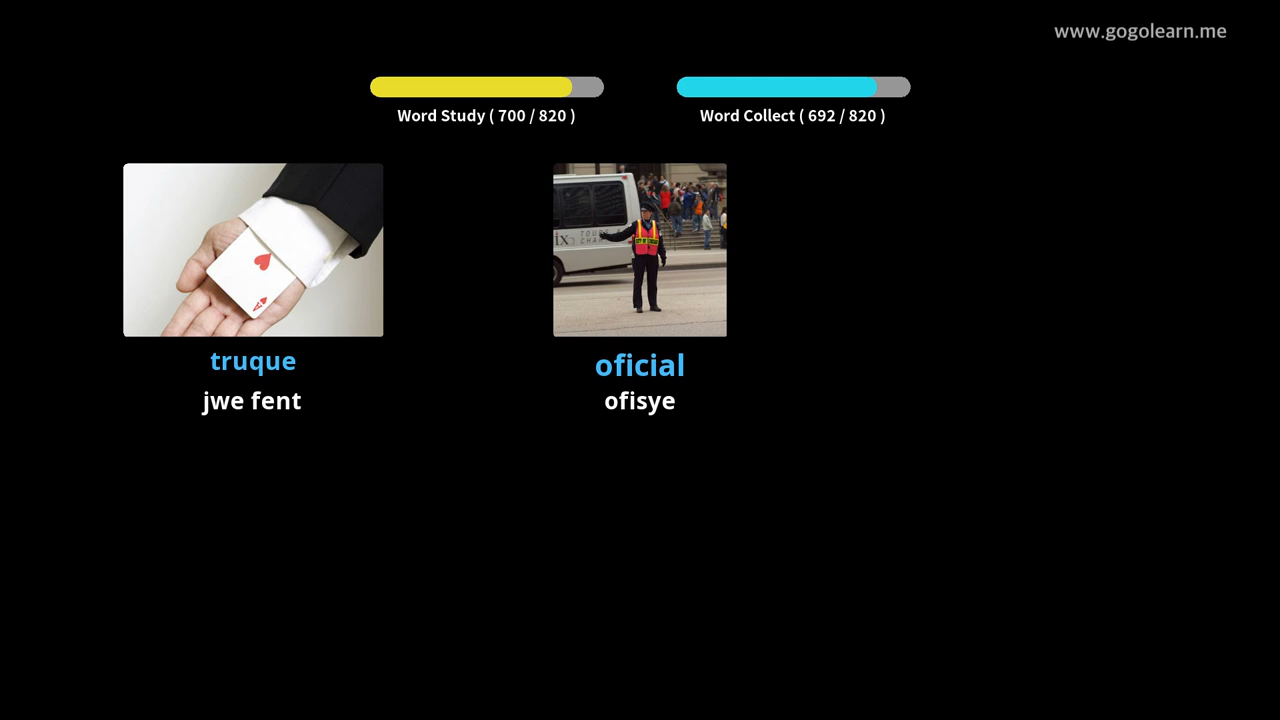 www.gogolearn.me
Word Study ( 700 / 820 )
Word Collect ( 692 / 820 )
truque
jwe fent
oficial
ofisye